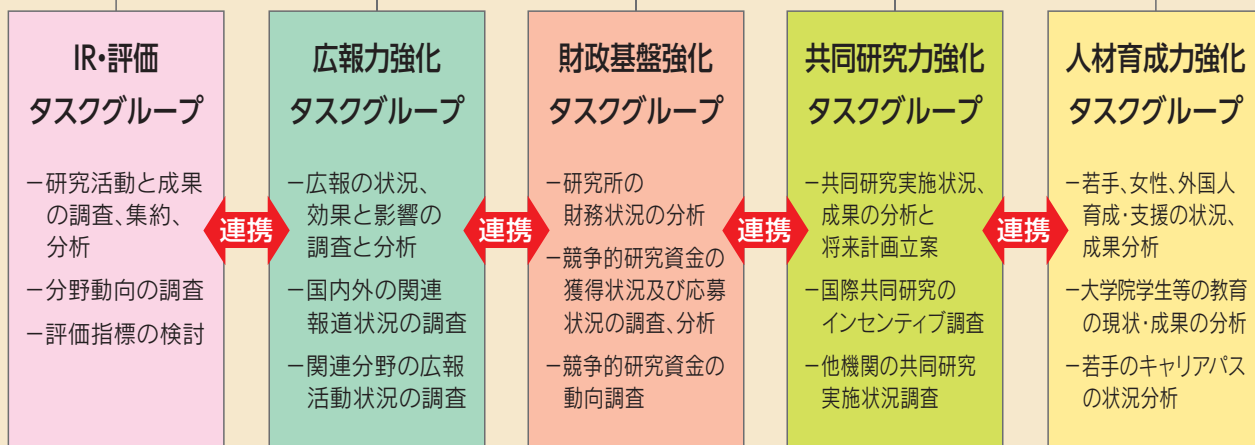 IR・評価
タスクグループ
－研究活動と成果
の調査、集約、
分析
－分野動向の調査
－評価指標の検討
連携
広報力強化
タスクグループ
－広報の状況、
効果と影響の
調査と分析
－国内外の関連
報道状況の調査
－関連分野の広報
活動状況の調査
連携
財政基盤強化
タスクグループ
－研究所の
財務状況の分析
－競争的研究資金の
獲得状況及び応募
状況の調査、分析
－競争的研究資金の
動向調査
連携
共同研究力強化
タスクグループ
－共同研究実施状況、
成果の分析と
将来計画立案
－国際共同研究の
インセンティブ調査
－他機関の共同研究
実施状況調査
連携
人材育成力強化
タスクグループ
－若手、女性、外国人
育成・支援の状況、
成果分析
－大学院学生等の教育
の現状・成果の分析
－若手のキャリアパス
の状況分析